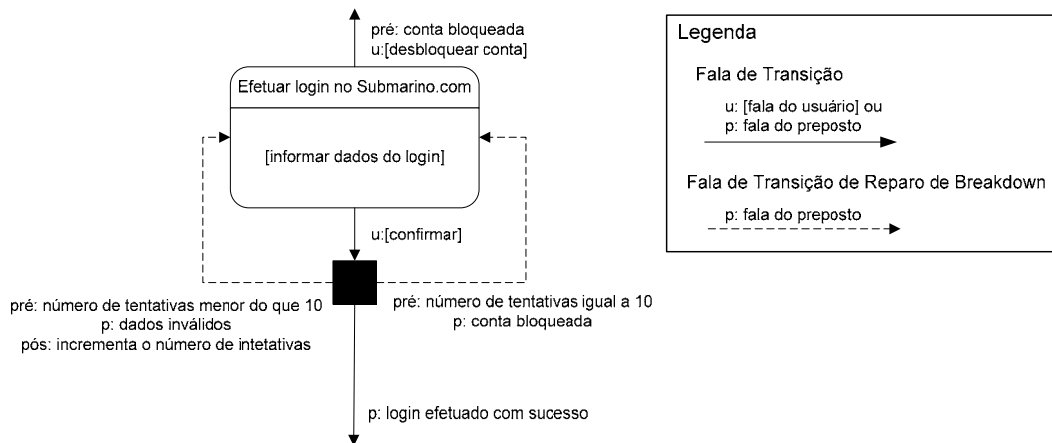 pré: conta bloqueada
u:[desbloquear conta]
Efetuar login no Submarino.com
[informar dados do login]
u:[confirmar]
pré: número de tentativas menor do que 10
p: dados inválidos
pós: incrementa o número de intetativas
pré: número de tentativas igual a 10
p: conta bloqueada
p: login efetuado com sucesso
Legenda
Fala de Transição
u: [fala do usuário] ou
p: fala do preposto
Fala de Transição de Reparo de Breakdown
p: fala do preposto